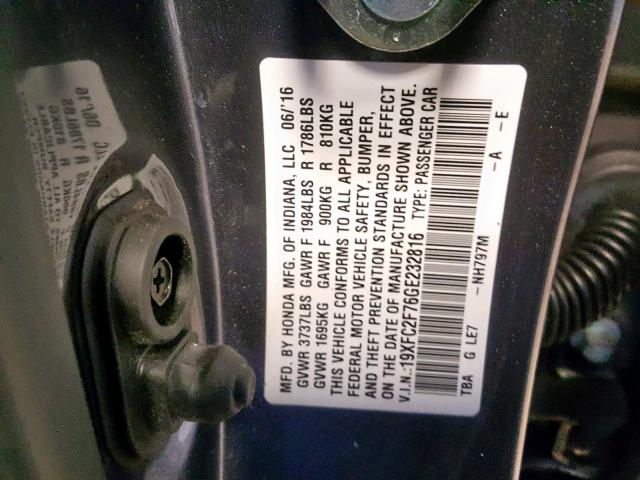 MFD. BY HONDA MFG. OF INDIANA, LLC 06/'16
GVWR 3737LBS GAWR F 1984LBS R 1786LBS
GVWR 1695KG GAWR F 900KG R 810KG
THIS VEHICLE CONFORMS TO ALL APPLICABLE
FEDERAL MOTOR VEHICLE SAFETY, BUMPER,
AND THEFT PREVENTION STANDARDS IN EFFECT
ON THE DATE OF MANUFACTURE SHOWN ABOVE.
V.I.N.:19XFC2F76GE232816 TYPE: PASSENGER CAR
TBA G LE7 -NH797M -A -E